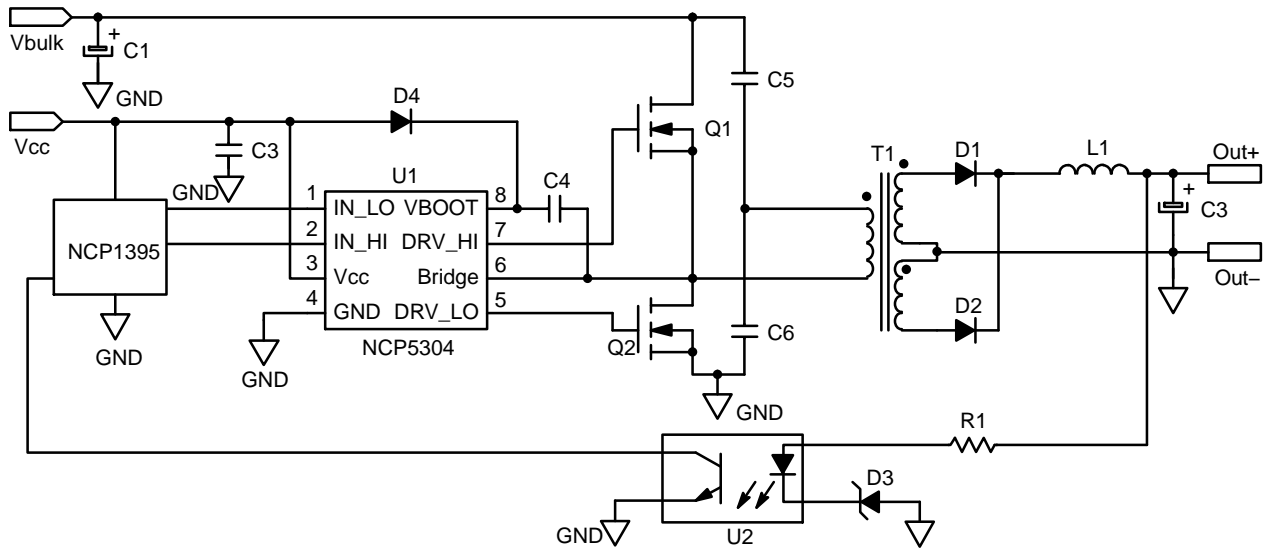 Vbulk
+
C1
GND
C5
D4
Vcc
C3
GND
Q1
U1
C4
T1
D1
L1
Out+
+
C3
NCP1395
1
2
3
4
IN_LO
IN_HI
Vcc
GND
VBOOT
DRV_HI
Bridge
DRV_LO
8
7
6
5
Out–
D2
GND
GND
NCP5304
Q2
C6
GND
R1
D3
GND
U2